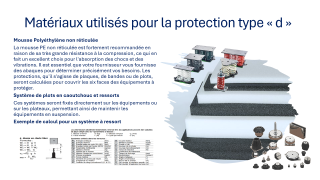 Matériaux utilisés pour la protection type « d »
Mousse Polyéthylène non réticulée
La mousse PE non réticulée est fortement recommandée en
raison de sa très grande résistance à la compression, ce qui en
fait un excellent choix pour l'absorption des chocs et des
vibrations. Il est essentiel que votre fournisseur vous fournisse
des abaques pour déterminer précisément vos besoins. Les
protections, qu'il s'agisse de plaques, de bandes ou de plots,
seront calculées pour couvrir les six faces des équipements à
protéger.
Système de plots en caoutchouc et ressorts
Ces systèmes seront fixés directement sur les équipements ou
sur les plateaux, permettant ainsi de maintenir les
équipements en suspension.
Exemple de calcul pour un système à ressort